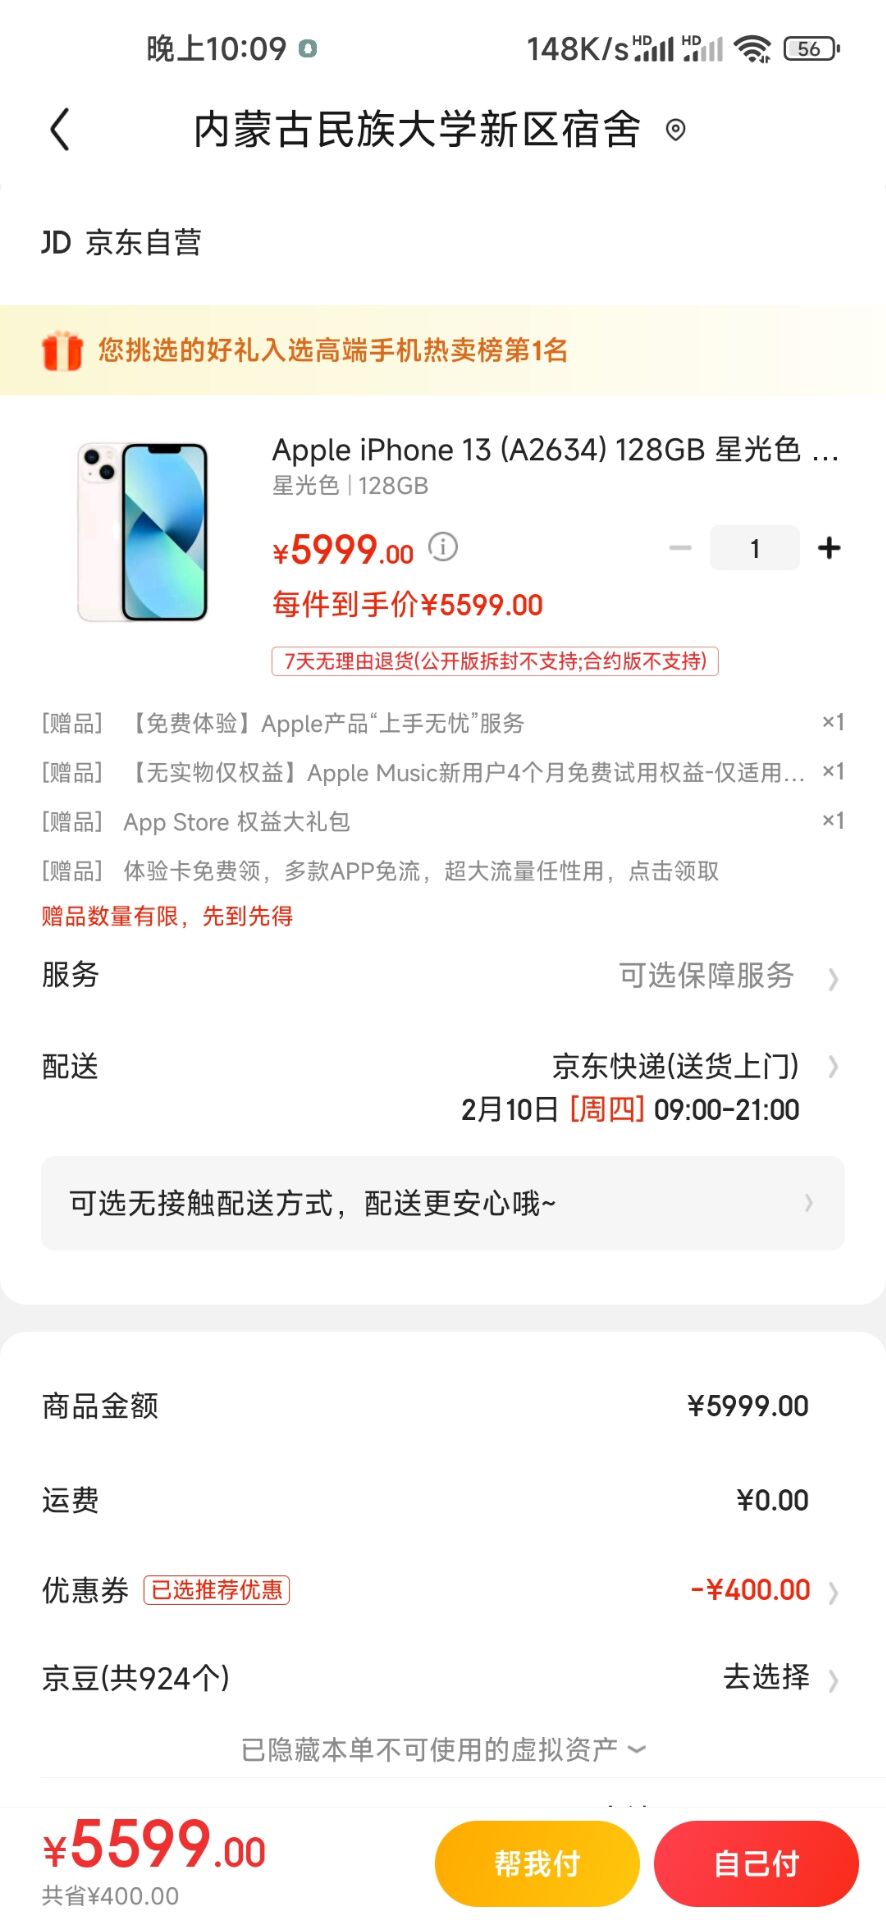 晚上10:09
148K/s HD HD 56
内蒙古民族大学新区宿舍
JD 京东自营
您挑选的好礼入选高端手机热卖榜第1名
Apple iPhone 13 (A2634) 128GB 星光色 ...
星光色 | 128GB
¥5999.00
1
每件到手价¥5599.00
7天无理由退货(公开版拆封不支持;合约版不支持)
[赠品] 【免费体验】Apple产品“上手无忧”服务 ×1
[赠品] 【无实物仅权益】Apple Music新用户4个月免费试用权益-仅适用... ×1
[赠品] App Store 权益大礼包 ×1
[赠品] 体验卡免费领，多款APP免流，超大流量任性用，点击领取
赠品数量有限，先到先得
服务 可选保障服务
配送 京东快递(送货上门)
2月10日 [周四] 09:00-21:00
可选无接触配送方式，配送更安心哦~
商品金额 ¥5999.00
运费 ¥0.00
优惠券 已选推荐优惠 -¥400.00
京豆(共924个) 去选择
已隐藏本单不可使用的虚拟资产
¥5599.00
共省¥400.00
帮我付
自己付